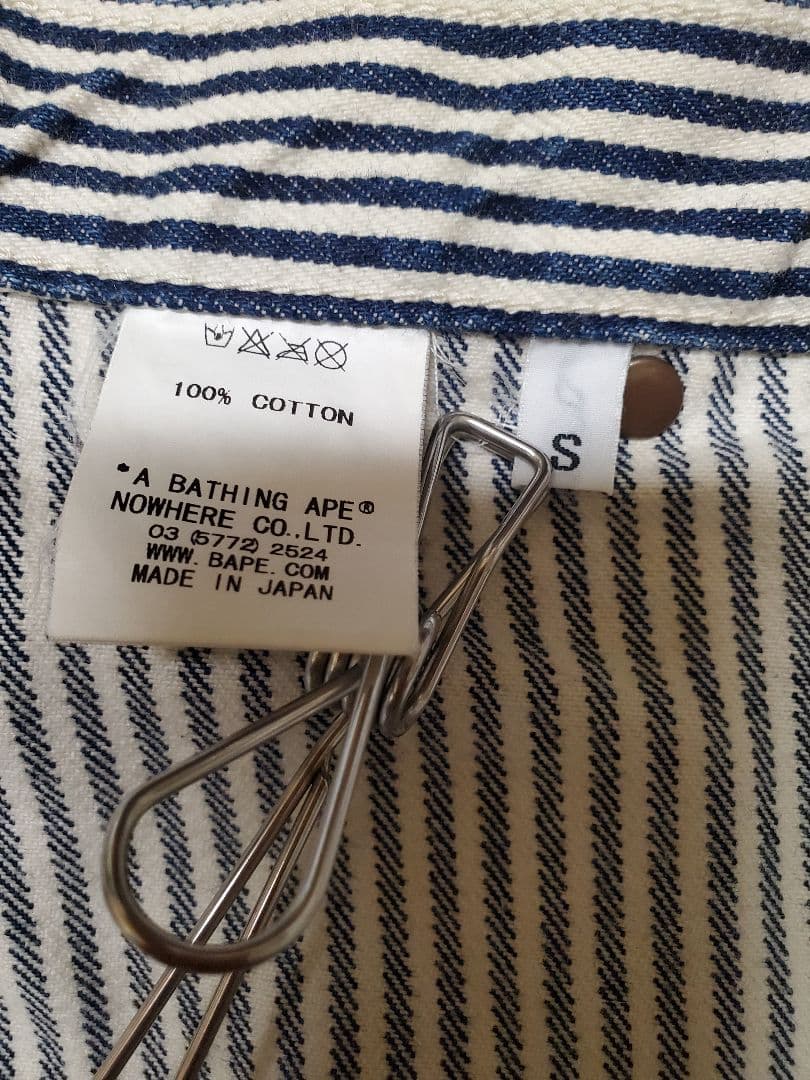 100% COTTON
•A BATHING APE®
NOWHERE CO.,LTD.
03 (5772) 2524
WWW. BAPE. COM
MADE IN JAPAN
S